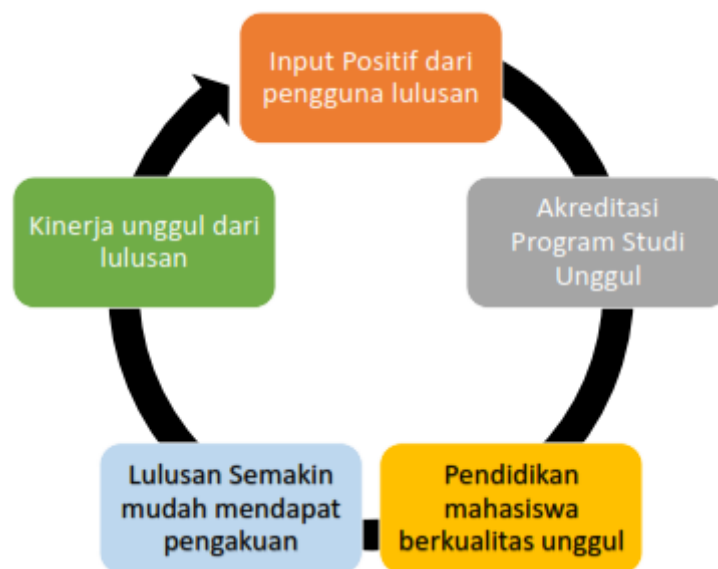 Input Positif dari
pengguna lulusan
Akreditasi
Program Studi
Unggul
Pendidikan
mahasiswa
berkualitas unggul
Lulusan Semakin
mudah mendapat
pengakuan
Kinerja unggul dari
lulusan